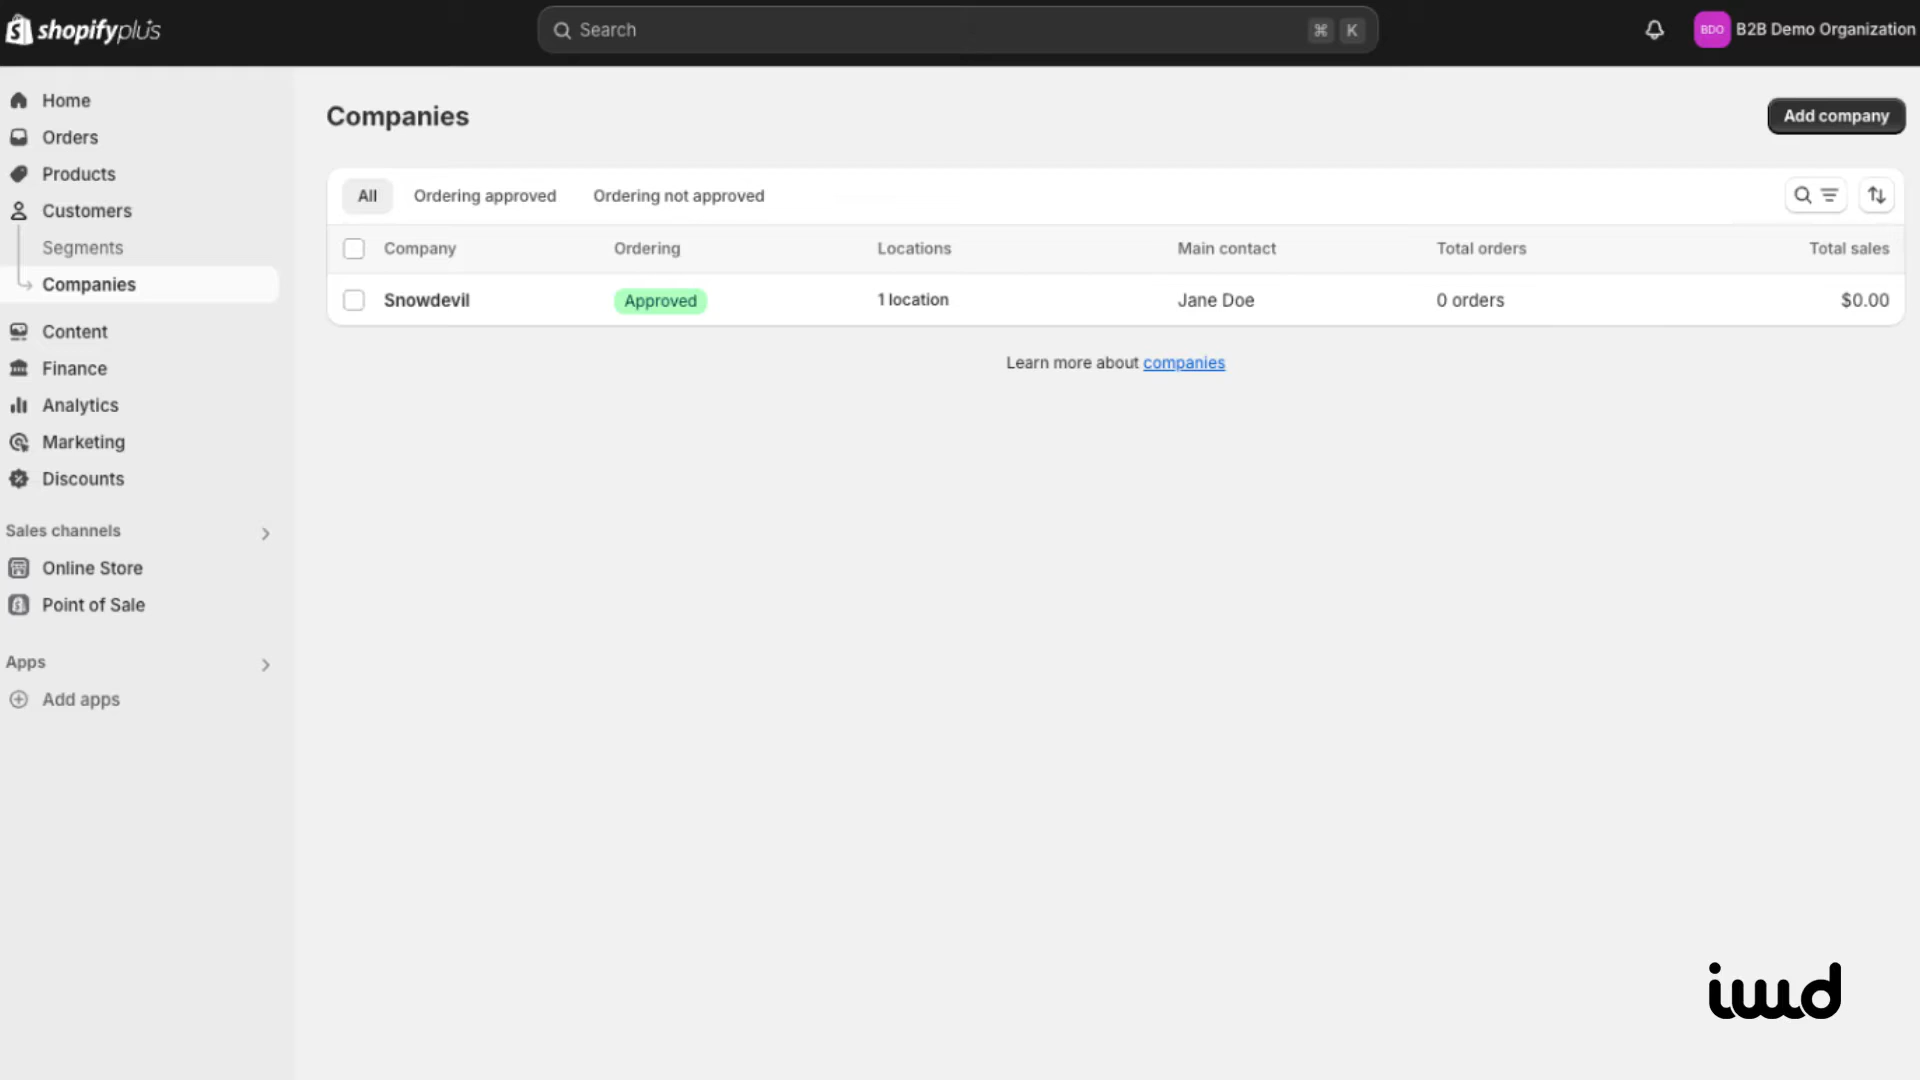 shopifyplus
Search
⌘ K
BDO B2B Demo Organization
Home
Orders
Products
Customers
Segments
Companies
Content
Finance
Analytics
Marketing
Discounts
Sales channels
Online Store
Point of Sale
Apps
Add apps
Companies
Add company
All Ordering approved Ordering not approved
Company Ordering Locations Main contact Total orders Total sales
Snowdevil Approved 1 location Jane Doe 0 orders $0.00
Learn more about companies
iwd